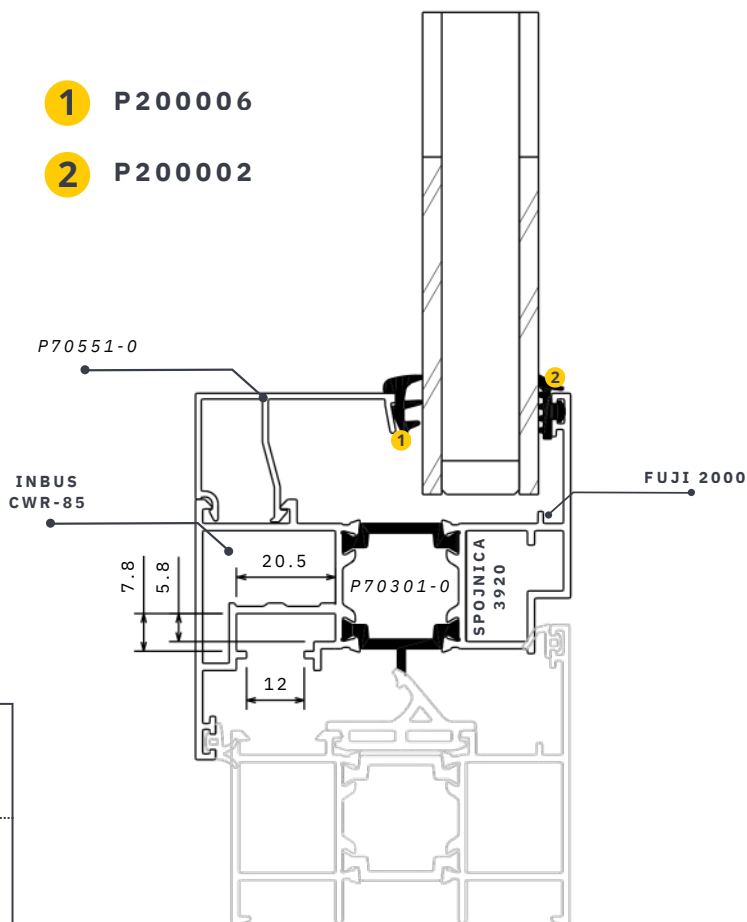 1 P200006
2 P200002
P70551-0
2
1
INBUS
CWR-85
FUJI 2000
7.8
5.8
20.5
P70301-0
SPOJNICA
3920
12